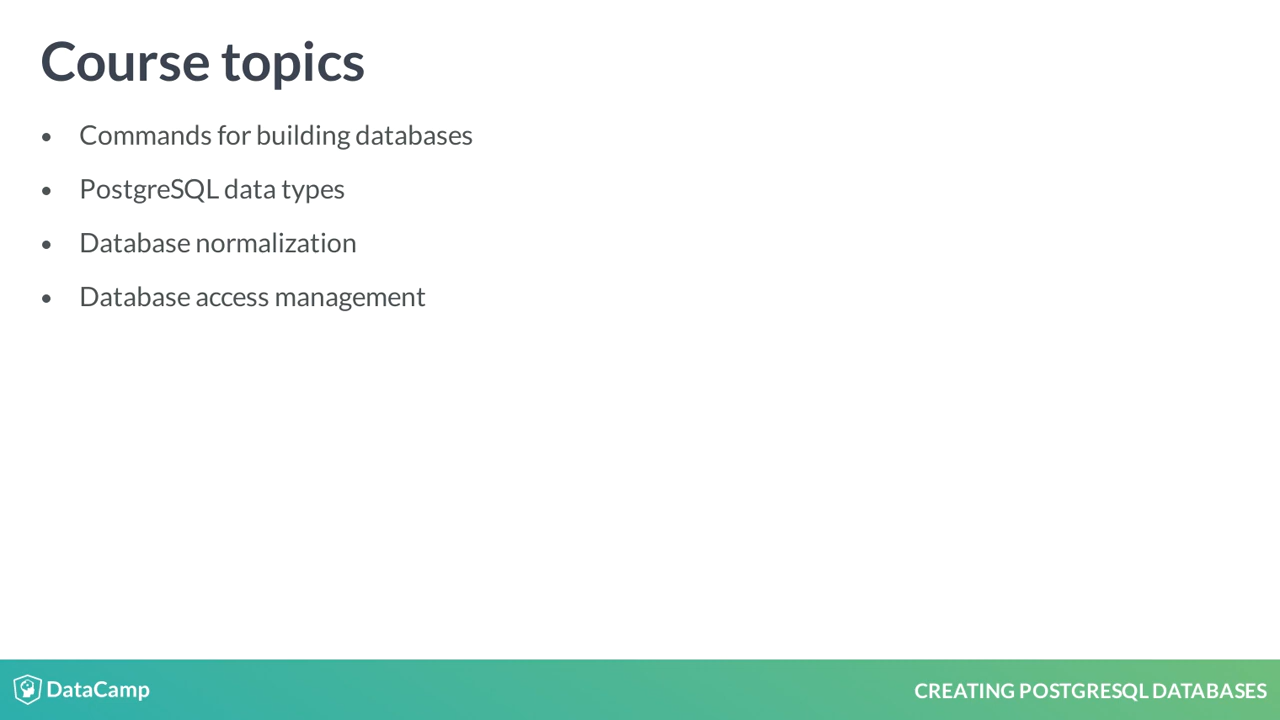 Course topics
• Commands for building databases
• PostgreSQL data types
• Database normalization
• Database access management
DataCamp
CREATING POSTGRESQL DATABASES